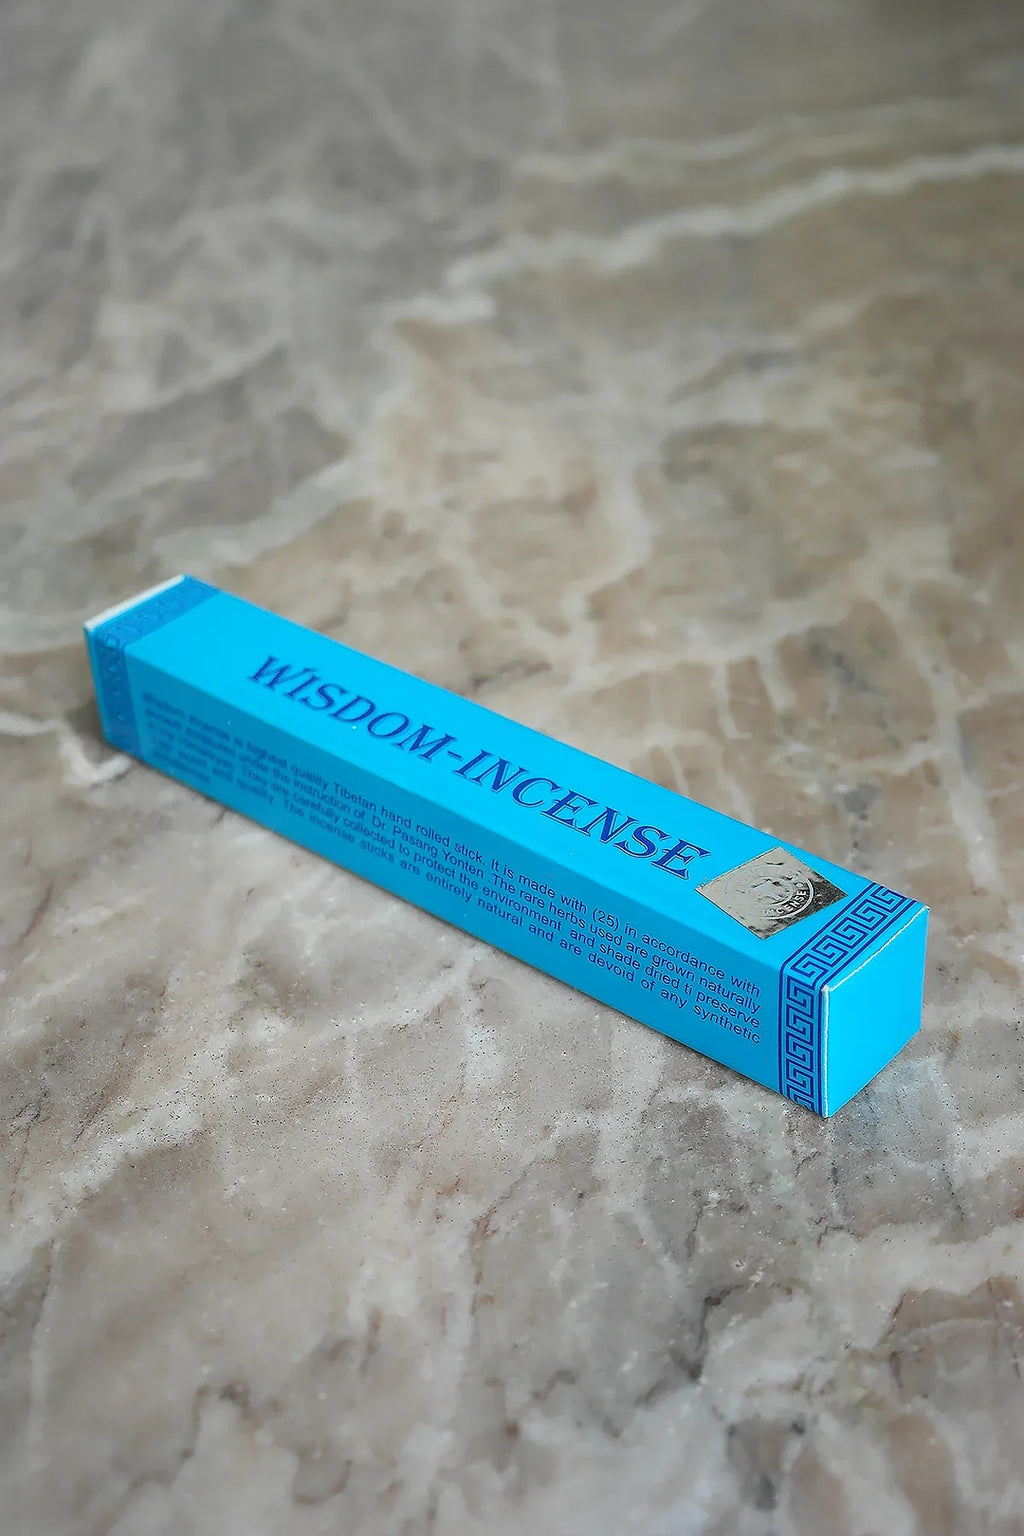 WISDOM-INCENSE
INCENSE
incense is highest quality Tibetan hand rolled stick. It is made with (25) in accordance with
under the instruction of Dr. Pasang Yonten .The rare herbs used are grown naturally
They are carefully collected to protect the environment and shade dried ti preserve
quality. The incense sticks are entirely natural and are devoid of any synthetic